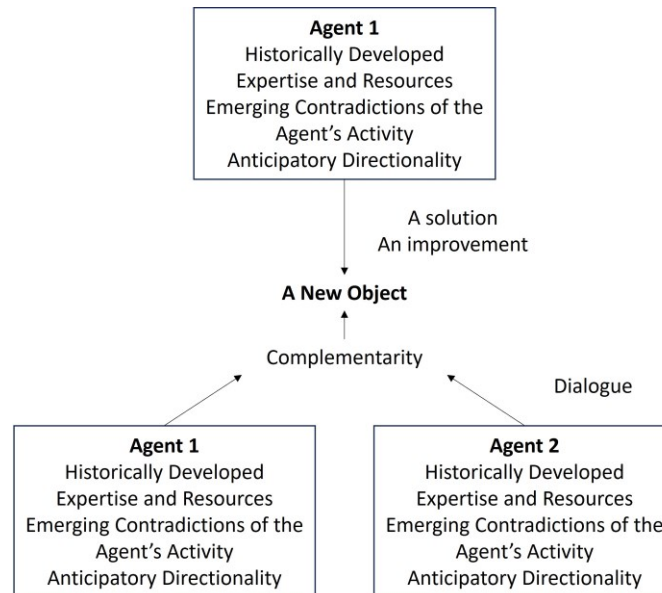 Agent 1
Historically Developed
Expertise and Resources
Emerging Contradictions of the
Agent's Activity
Anticipatory Directionality
A solution
An improvement
A New Object
Complementarity
Dialogue
Agent 1
Historically Developed
Expertise and Resources
Emerging Contradictions of the
Agent's Activity
Anticipatory Directionality
Agent 2
Historically Developed
Expertise and Resources
Emerging Contradictions of the
Agent's Activity
Anticipatory Directionality